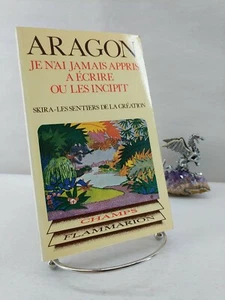 ARAGON
JE N'AI JAMAIS APPRIS
A ÉCRIRE
OU LES INCIPIT
SKIRA : LES SENTIERS DE LA CRÉATION
CHAMPS
FLAMMARION